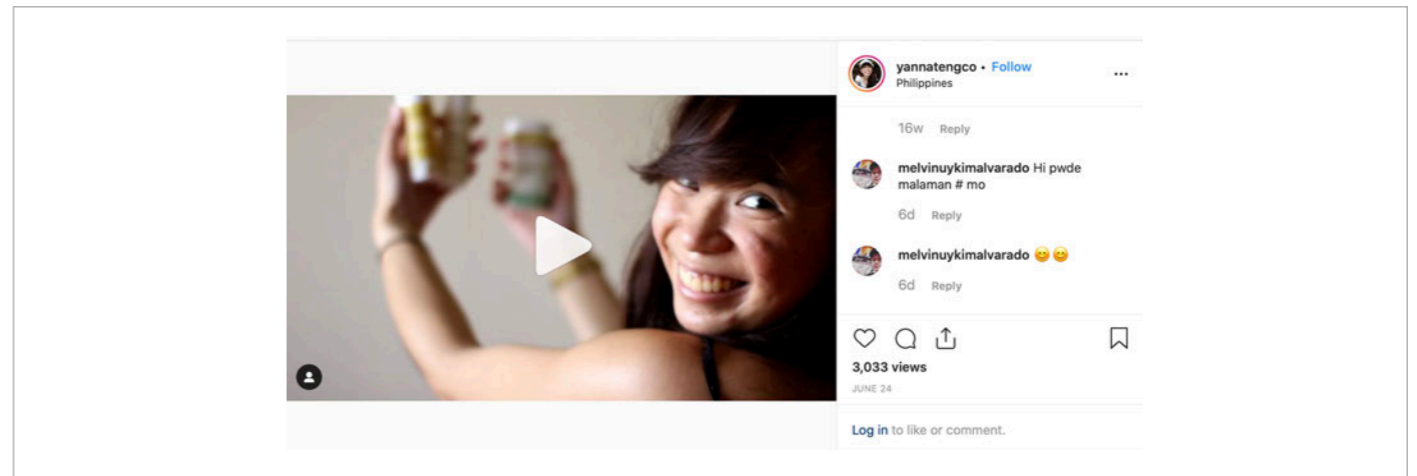 yannatengco • Follow
Philippines
16w Reply
melvinuykimalvarado Hi pwde
malaman # mo
6d Reply
melvinuykimalvarado 😊 😊
6d Reply
3,033 views
JUNE 24
Log in to like or comment.